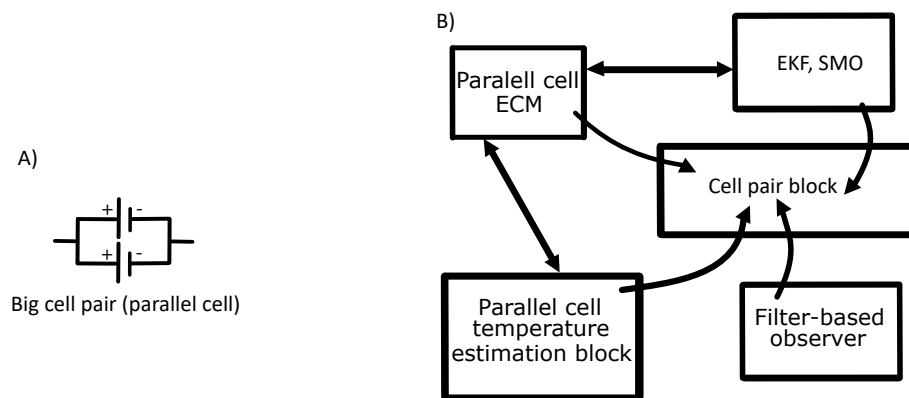 A)
+ -
+ -
Big cell pair (parallel cell)
B)
Paralell cell
ECM
EKF, SMO
Cell pair block
Parallel cell
temperature
estimation block
Filter-based
observer